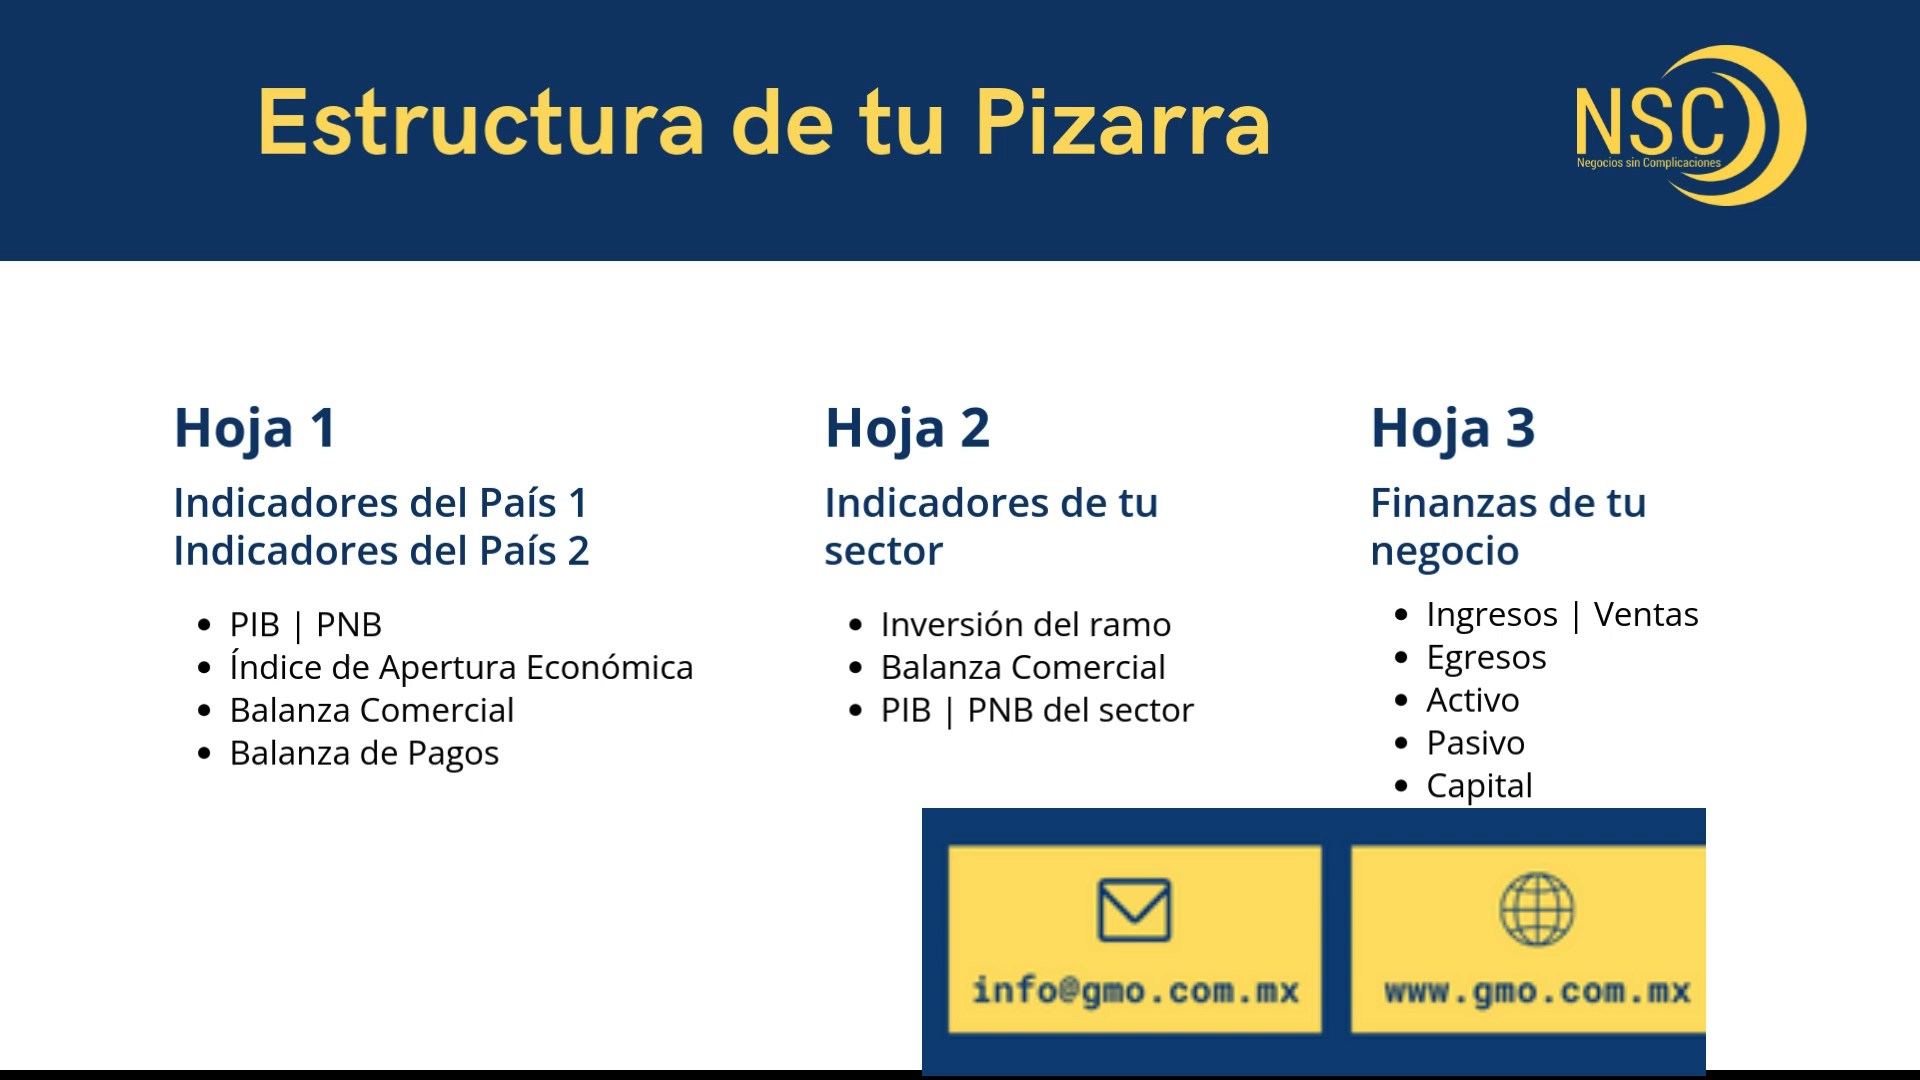 Estructura de tu Pizarra
NSC
Negocios sin Complicaciones
Hoja 1
Indicadores del País 1
Indicadores del País 2
PIB | PNB
Índice de Apertura Económica
Balanza Comercial
Balanza de Pagos
Hoja 2
Indicadores de tu
sector
Inversión del ramo
Balanza Comercial
PIB | PNB del sector
Hoja 3
Finanzas de tu
negocio
Ingresos | Ventas
Egresos
Activo
Pasivo
Capital
info@gmo.com.mx
www.gmo.com.mx